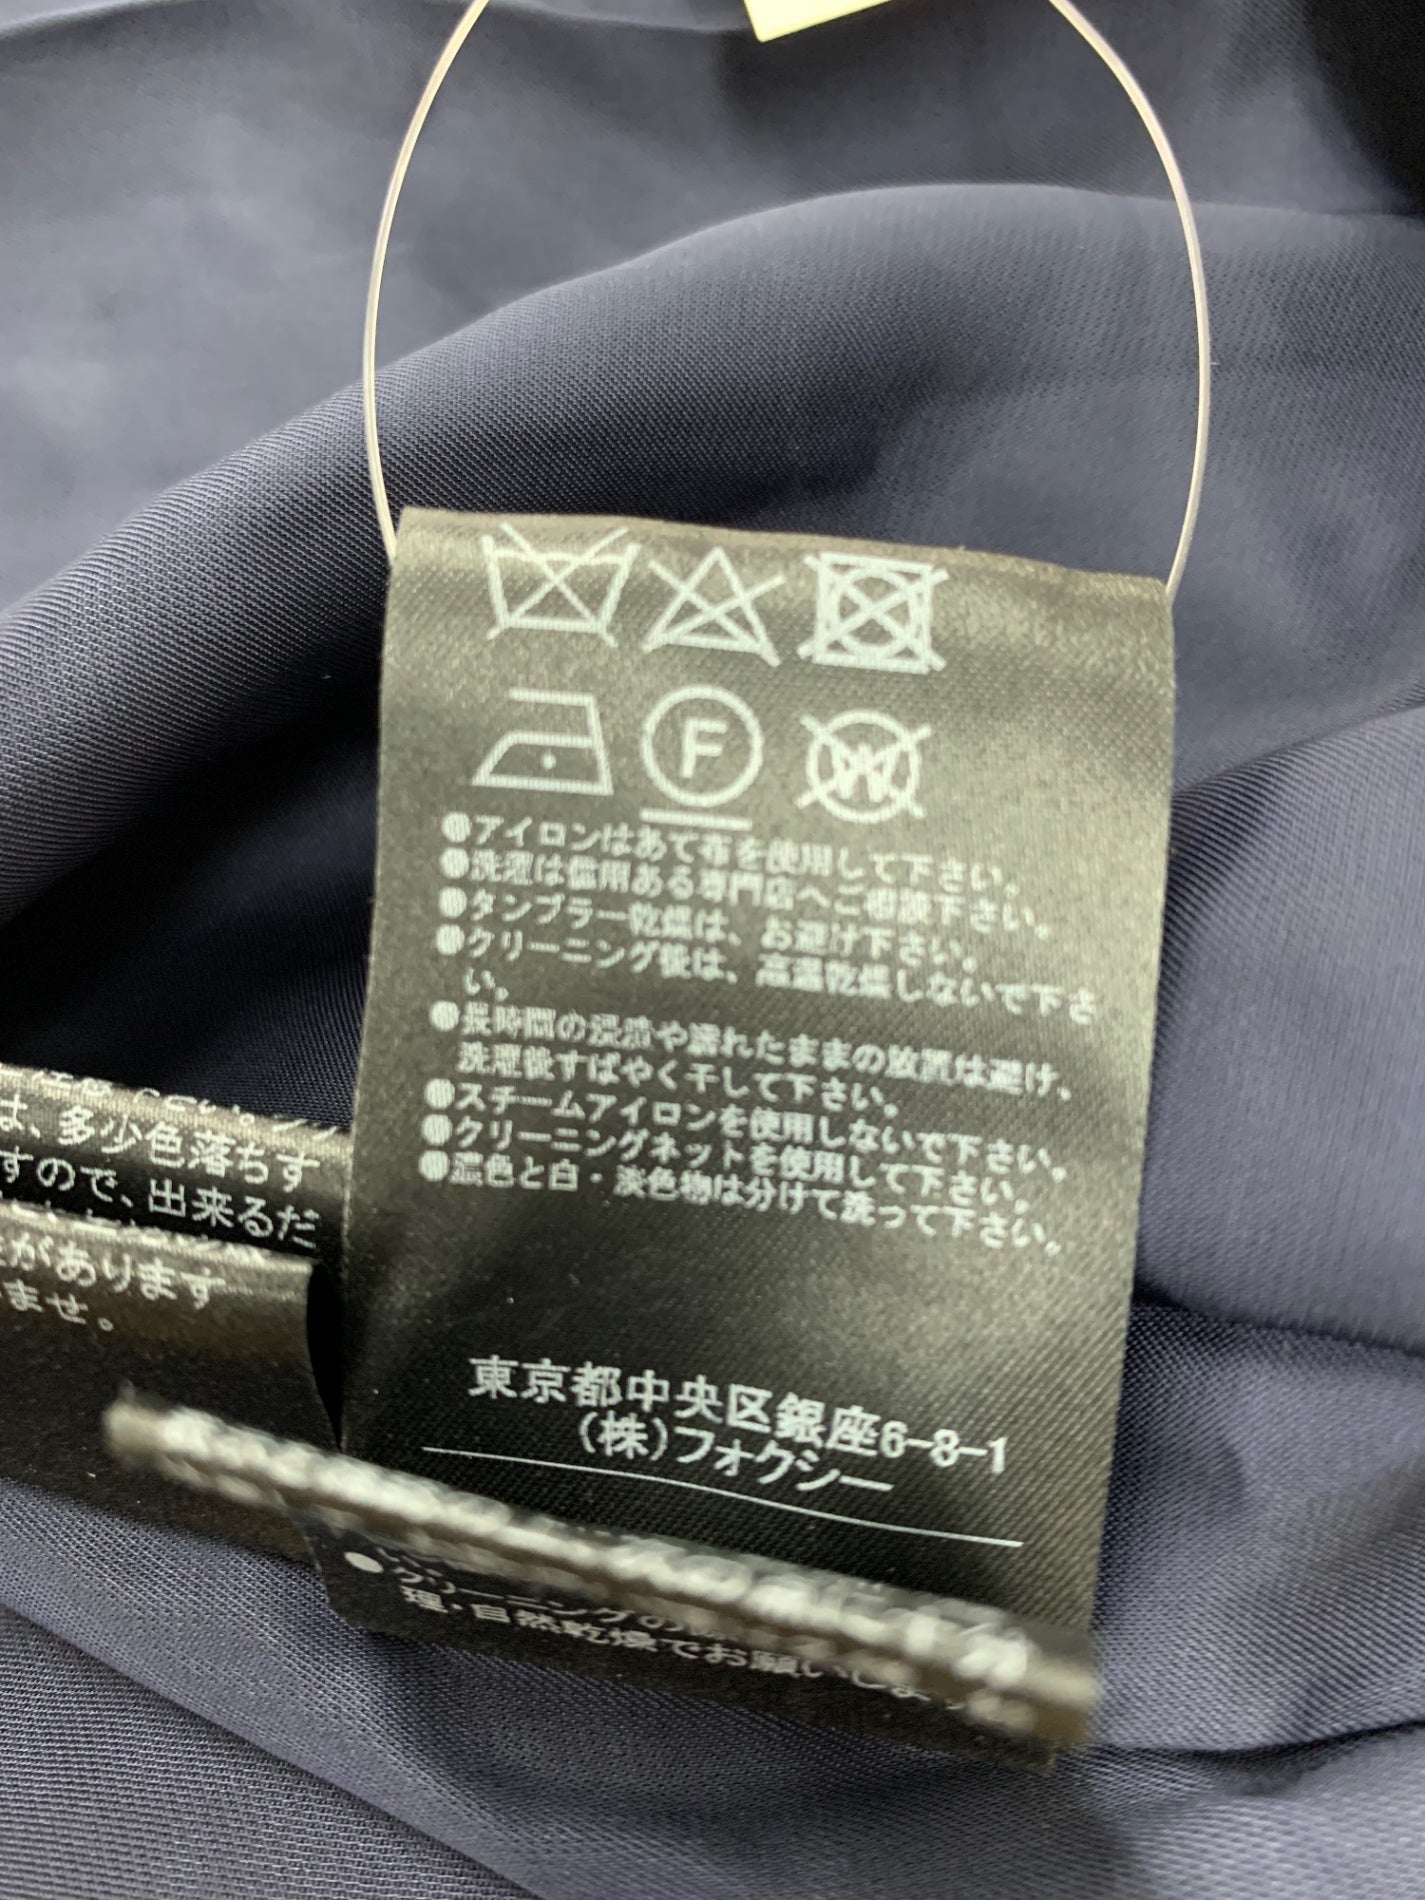 F
W
●アイロンはあて布を使用して下さい。
●洗濯は信用ある専門店へご相談下さい。
●タンブラー乾燥は、お避け下さい。
●クリーニング後は、高温乾燥しないで下さ
い。
●長時間の浸漬や濡れたままの放置は避け、
洗濯後すばやく干して下さい。
●スチームアイロンを使用しないで下さい。
●クリーニングネットを使用して下さい。
●濃色と白・淡色物は分けて洗って下さい。
東京都中央区銀座6-8-1
(株)フォクシー
は、多少色落ちす
すので、出来るだ
があります
ませ。
●クリーニングの
理・自然乾燥でお願いします